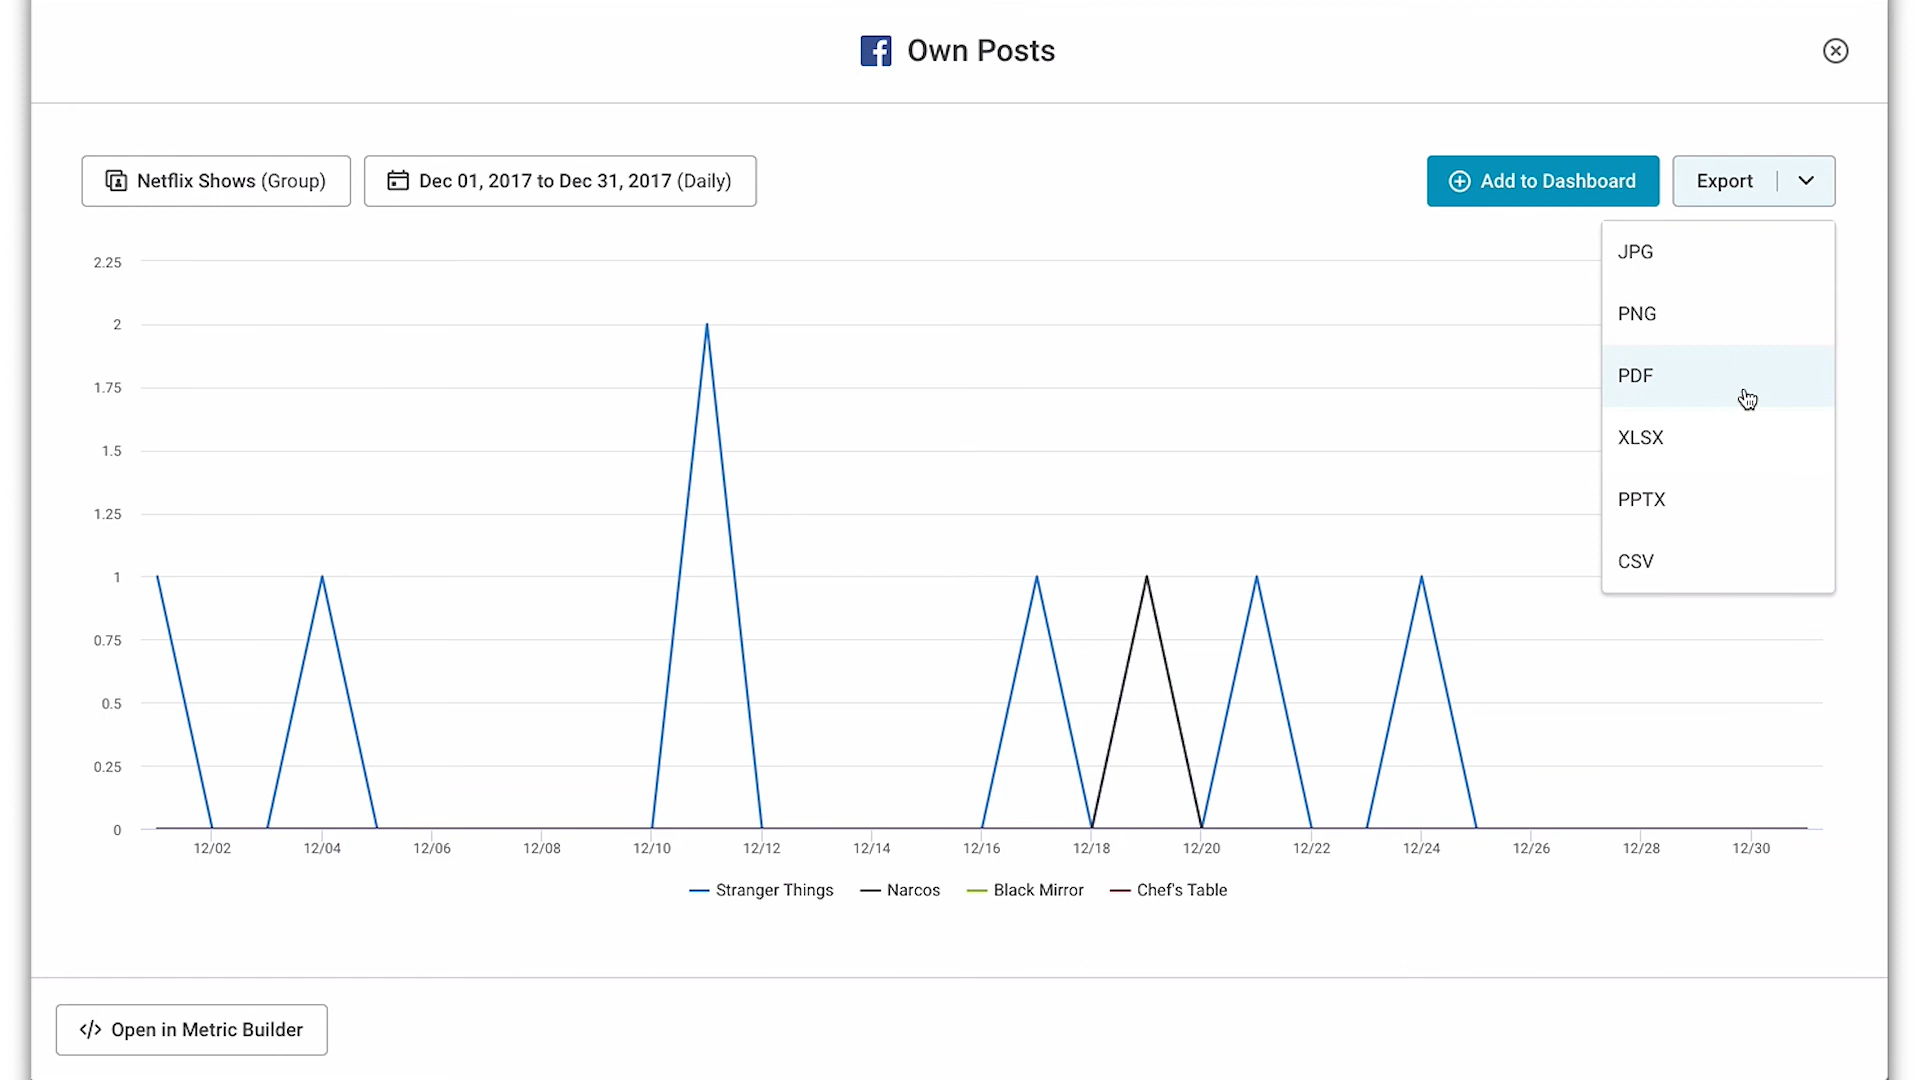 Own Posts
Netflix Shows (Group)
Dec 01, 2017 to Dec 31, 2017 (Daily)
Add to Dashboard
Export
JPG
PNG
PDF
XLSX
PPTX
CSV
2.25
2
1.75
1.5
1.25
1
0.75
0.5
0.25
0
12/02 12/04 12/06 12/08 12/10 12/12 12/14 12/16 12/18 12/20 12/22 12/24 12/26 12/28 12/30
Stranger Things Narcos Black Mirror Chef's Table
</> Open in Metric Builder